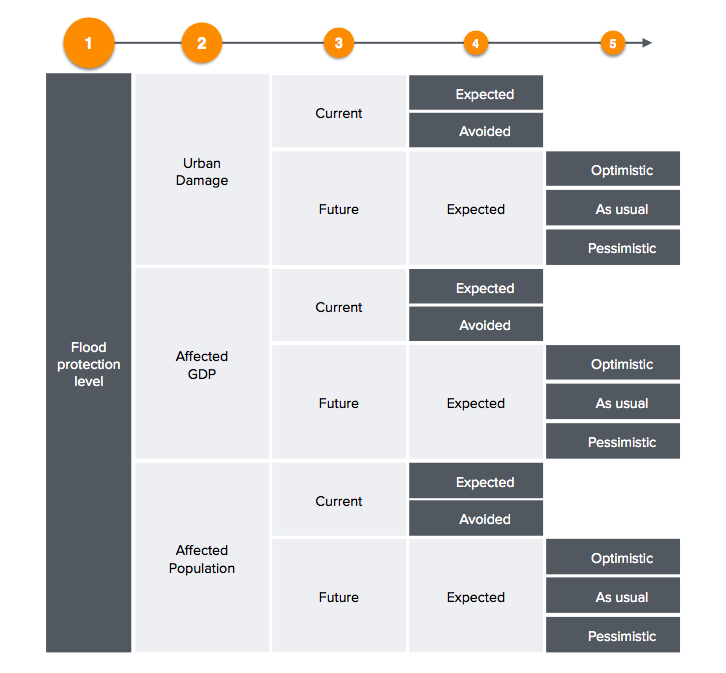 1
2
3
4
5
Flood
protection
level
Urban
Damage
Current
Expected
Avoided
Future
Expected
Optimistic
As usual
Pessimistic
Affected
GDP
Current
Expected
Avoided
Future
Expected
Optimistic
As usual
Pessimistic
Affected
Population
Current
Expected
Avoided
Future
Expected
Optimistic
As usual
Pessimistic